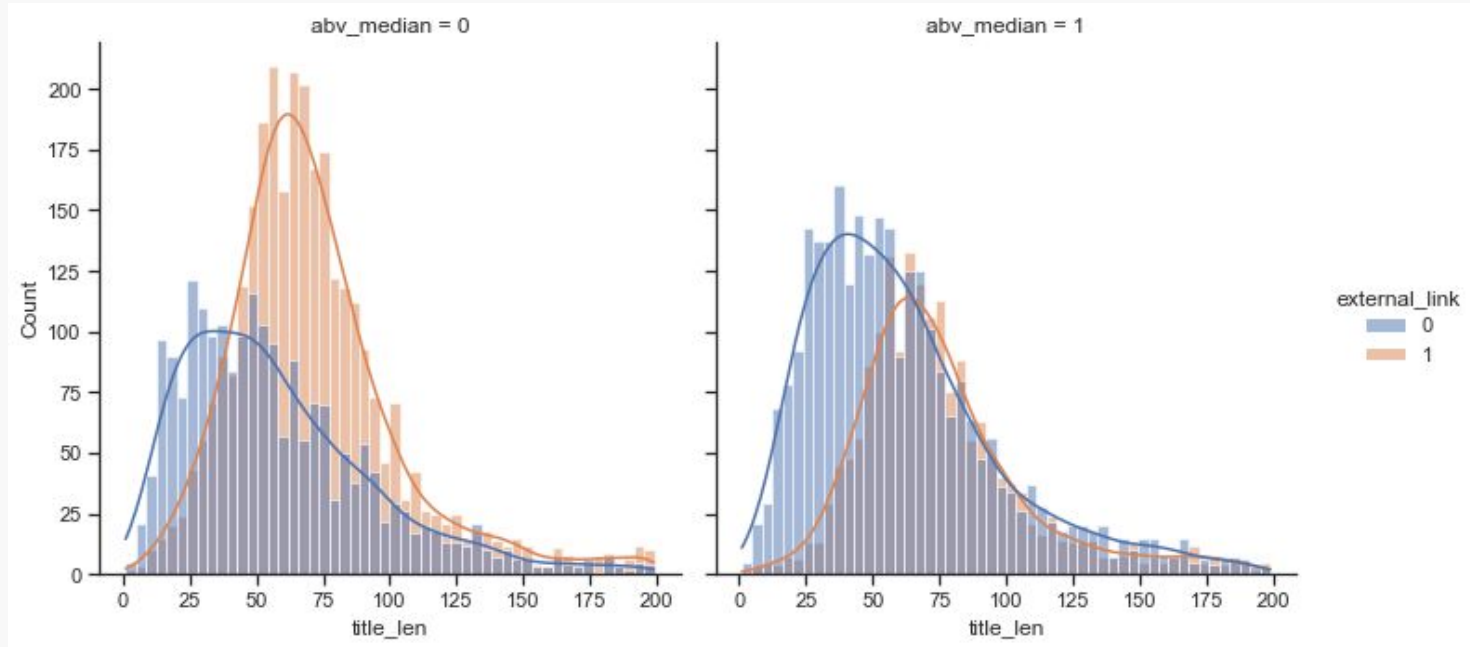 abv_median = 0
abv_median = 1
200
175
150
125
100
75
50
25
0
Count
0 25 50 75 100 125 150 175 200
title_len
0 25 50 75 100 125 150 175 200
title_len
external_link
0
1